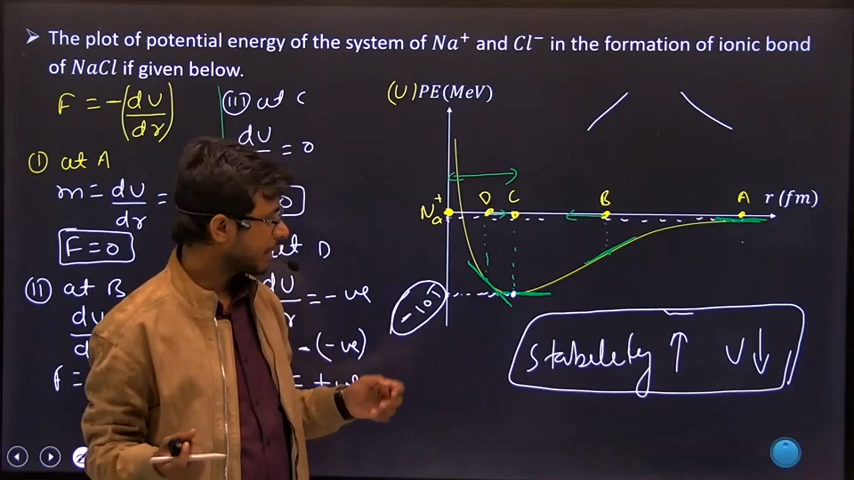 The plot of potential energy of the system of Na⁺ and Cl⁻ in the formation of ionic bond
of NaCl if given below.
F = -(dU/dr)
(I) at A
m = dU/dr =
F=0
(II) at B
dU
F =
(III) at C
dU = 0
at D
dU = -ve
-(-ve)
= +ve
(U) PE(MeV)
Na⁺
D
C
B
A
r (fm)
Stability ↑ U ↓